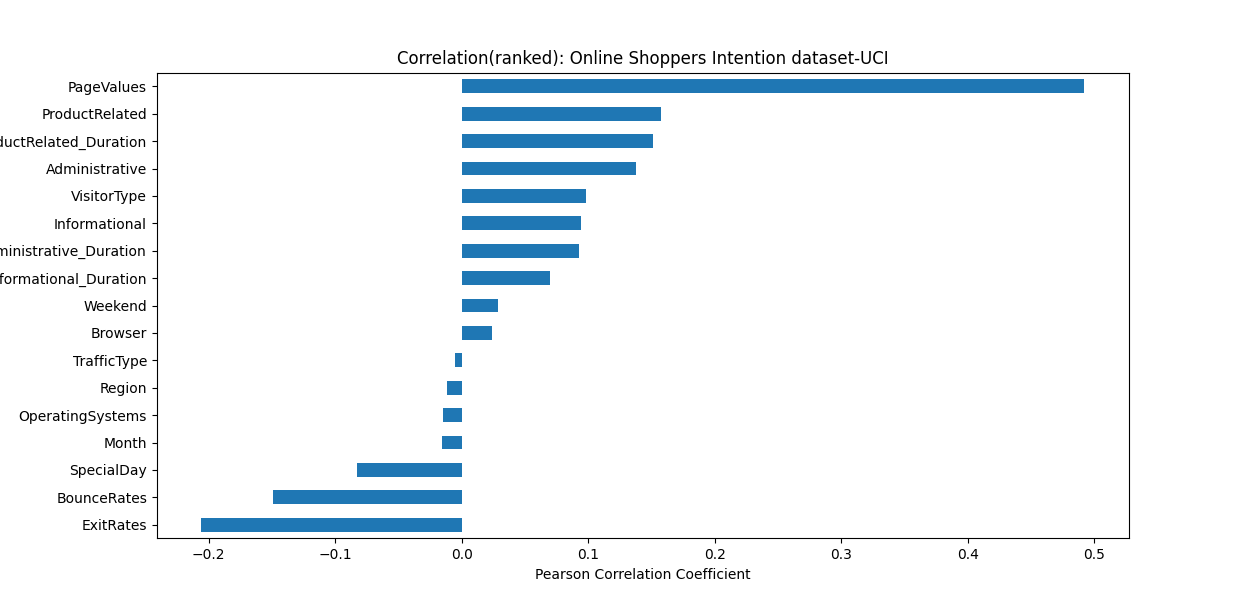 Correlation(ranked): Online Shoppers Intention dataset-UCI
PageValues
ProductRelated
ductRelated_Duration
Administrative
VisitorType
Informational
ministrative_Duration
formational_Duration
Weekend
Browser
TrafficType
Region
OperatingSystems
Month
SpecialDay
BounceRates
ExitRates
−0.2 −0.1 0.0 0.1 0.2 0.3 0.4 0.5
Pearson Correlation Coefficient